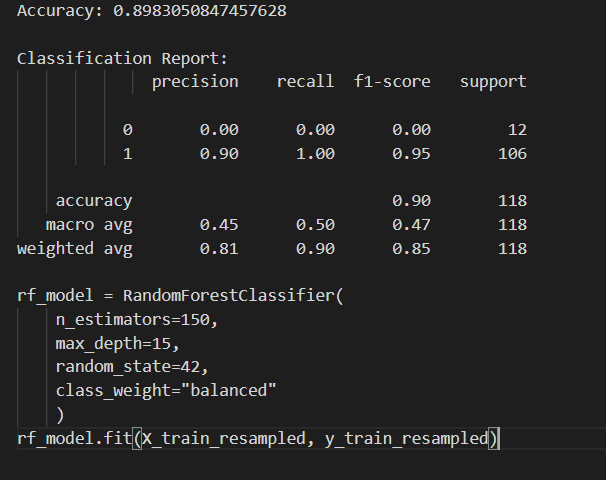 Accuracy: 0.8983050847457628
Classification Report:
precision recall f1-score support
0 0.00 0.00 0.00 12
1 0.90 1.00 0.95 106
accuracy 0.90 118
macro avg 0.45 0.50 0.47 118
weighted avg 0.81 0.90 0.85 118
rf_model = RandomForestClassifier(
n_estimators=150,
max_depth=15,
random_state=42,
class_weight="balanced"
)
rf_model.fit(X_train_resampled, y_train_resampled)